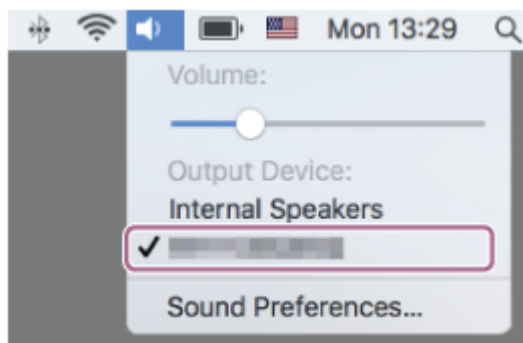 Mon 13:29
Volume:
Output Device:
Internal Speakers
Sound Preferences...